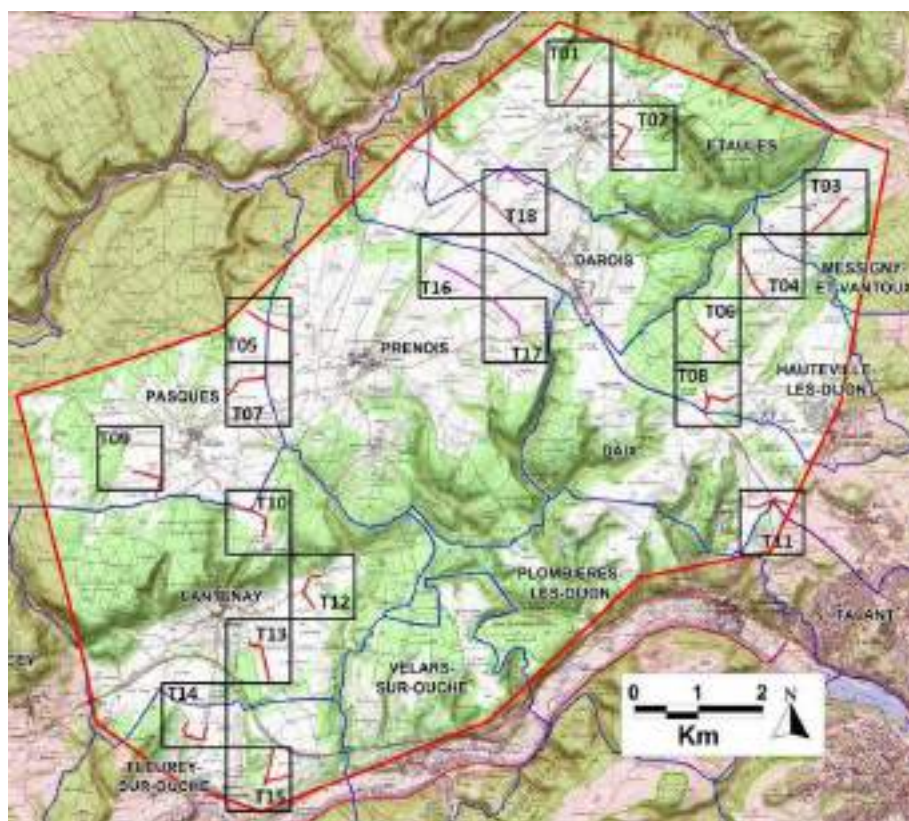 T01
T02
ETAULES
T03
T18
DAROIS
MESSIGNY-
ET-VANTOUX
T16
T04
T06
T05
PRENOIS
T17
HAUTEVILLE-
LES-DIJON
T08
PASQUES
T07
T09
DAIX
T10
T11
PLOMBIÈRES-
LES-DIJON
LANTENAY
T12
TALANT
T13
VELARS-
SUR-OUCHE
T14
0 1 2
N
Km
FLEUREY-
SUR-OUCHE
T15